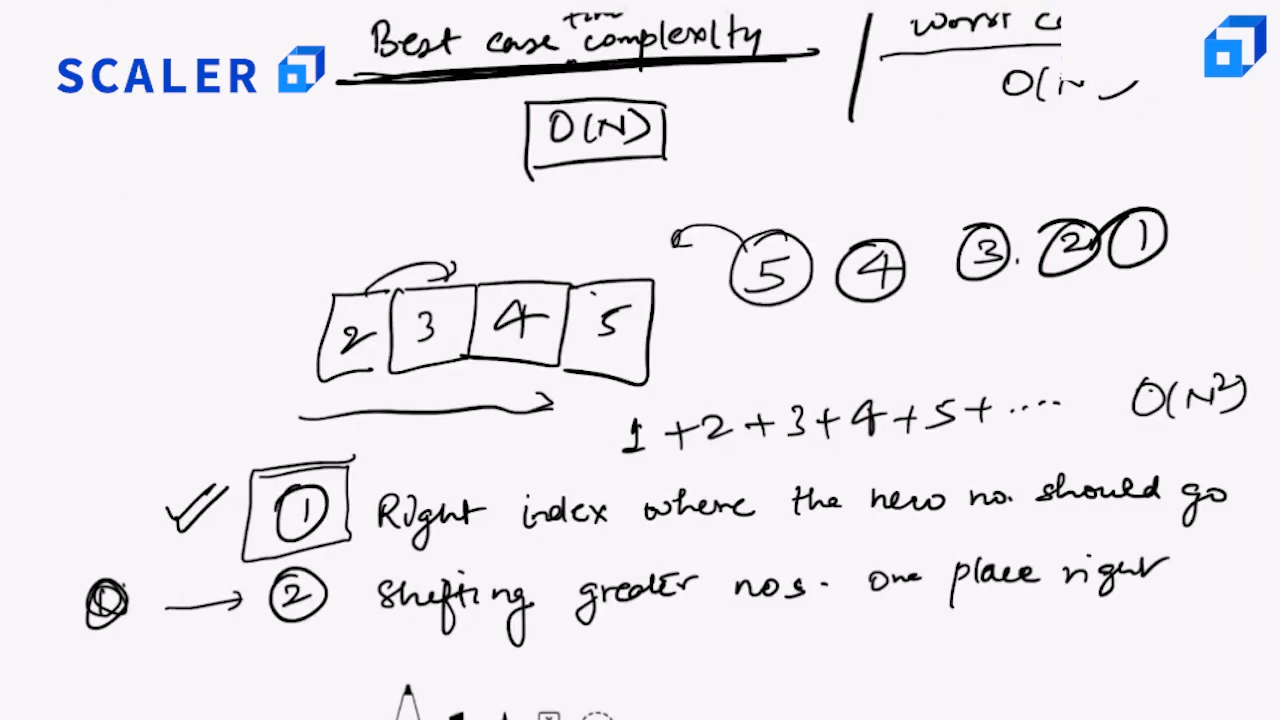 SCALER
Best case time complexity
worst c
O(N)
O(N
5 4 3. 2 1
2 3 4 5
1 + 2 + 3 + 4 + 5 + .... O(N²)
1 Right index where the new no. should go
1 → 2 Shifting greater nos. one place right